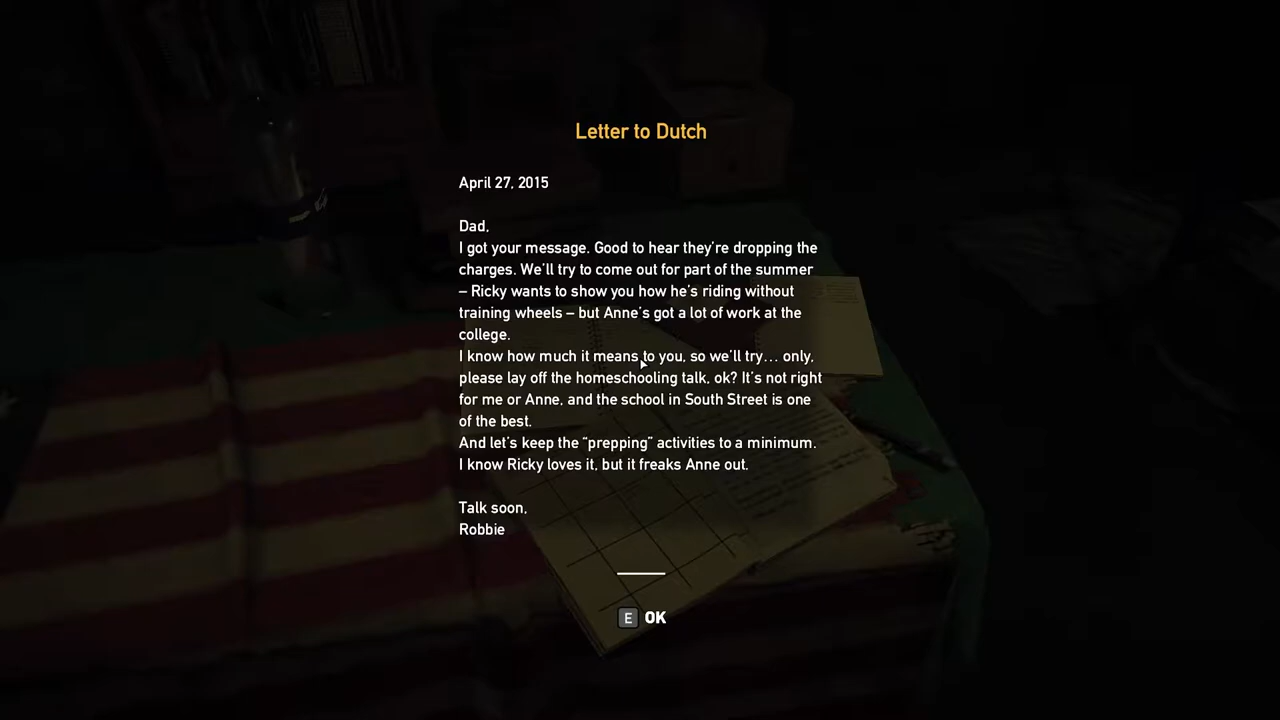 Letter to Dutch
April 27, 2015
Dad,
I got your message. Good to hear they're dropping the
charges. We'll try to come out for part of the summer
– Ricky wants to show you how he's riding without
training wheels – but Anne's got a lot of work at the
college.
I know how much it means to you, so we'll try... only,
please lay off the homeschooling talk, ok? It's not right
for me or Anne, and the school in South Street is one
of the best.
And let's keep the “prepping” activities to a minimum.
I know Ricky loves it, but it freaks Anne out.
Talk soon,
Robbie
E OK